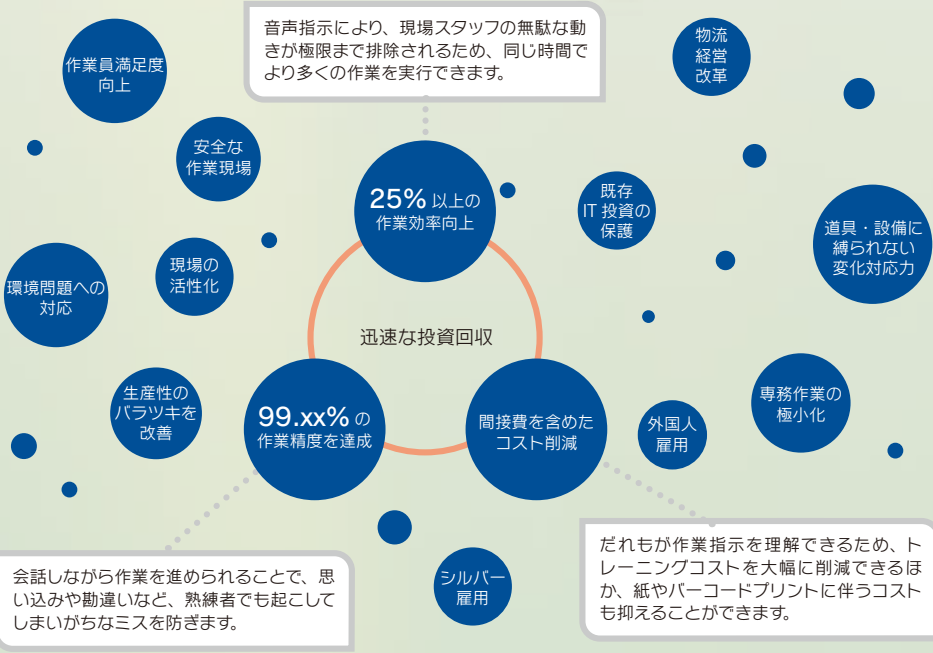 音声指示により、現場スタッフの無駄な動
きが極限まで排除されるため、同じ時間で
より多くの作業を実行できます。
作業員満足度
向上
物流
経営
改革
安全な
作業現場
25% 以上の
作業効率向上
既存
IT 投資の
保護
道具・設備に
縛られない
変化対応力
現場の
活性化
環境問題への
対応
迅速な投資回収
生産性の
バラツキを
改善
99.xx% の
作業精度を達成
間接費を含めた
コスト削減
外国人
雇用
専務作業の
極小化
シルバー
雇用
会話しながら作業を進められることで、思
い込みや勘違いなど、熟練者でも起こして
しまいがちなミスを防ぎます。
だれもが作業指示を理解できるため、ト
レーニングコストを大幅に削減できるほ
か、紙やバーコードプリントに伴うコスト
も抑えることができます。